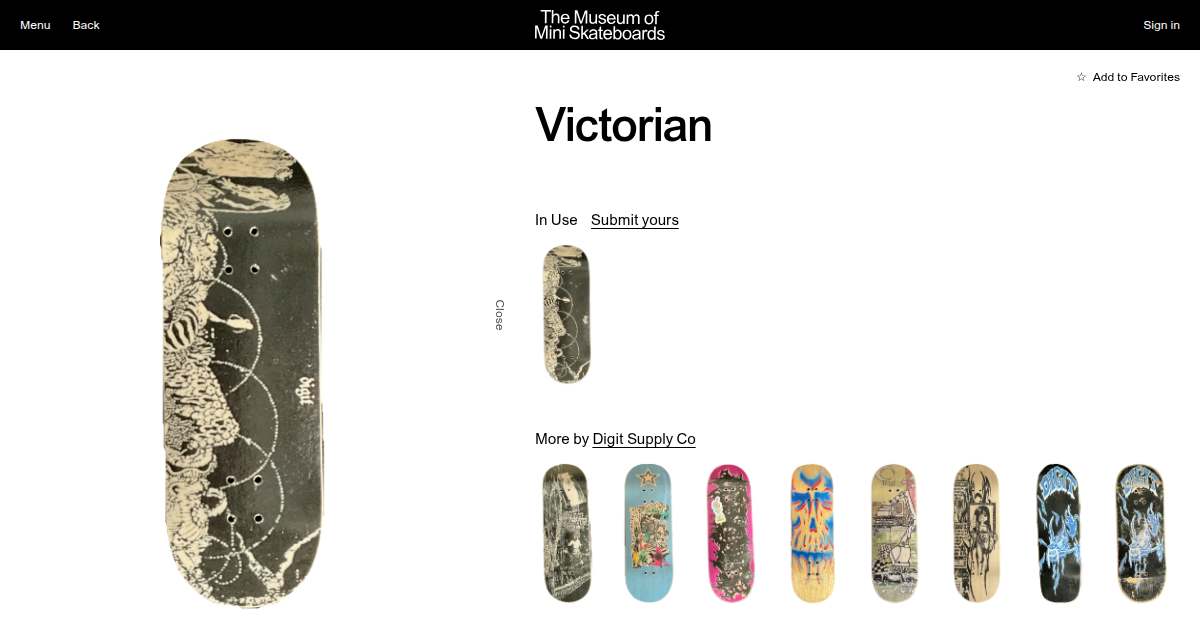 Menu
Back
The Museum of
Mini Skateboards
Sign in
☆ Add to Favorites
Victorian
In Use
Submit yours
Close
digit
More by Digit Supply Co